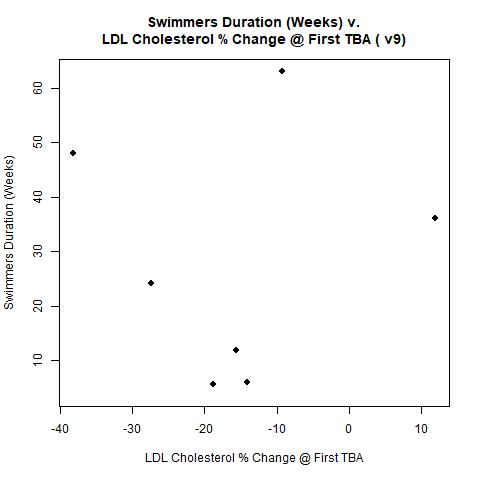 Swimmers Duration (Weeks) v.
LDL Cholesterol % Change @ First TBA ( v9)
Swimmers Duration (Weeks)
60
50
40
30
20
10
-40 -30 -20 -10 0 10
LDL Cholesterol % Change @ First TBA